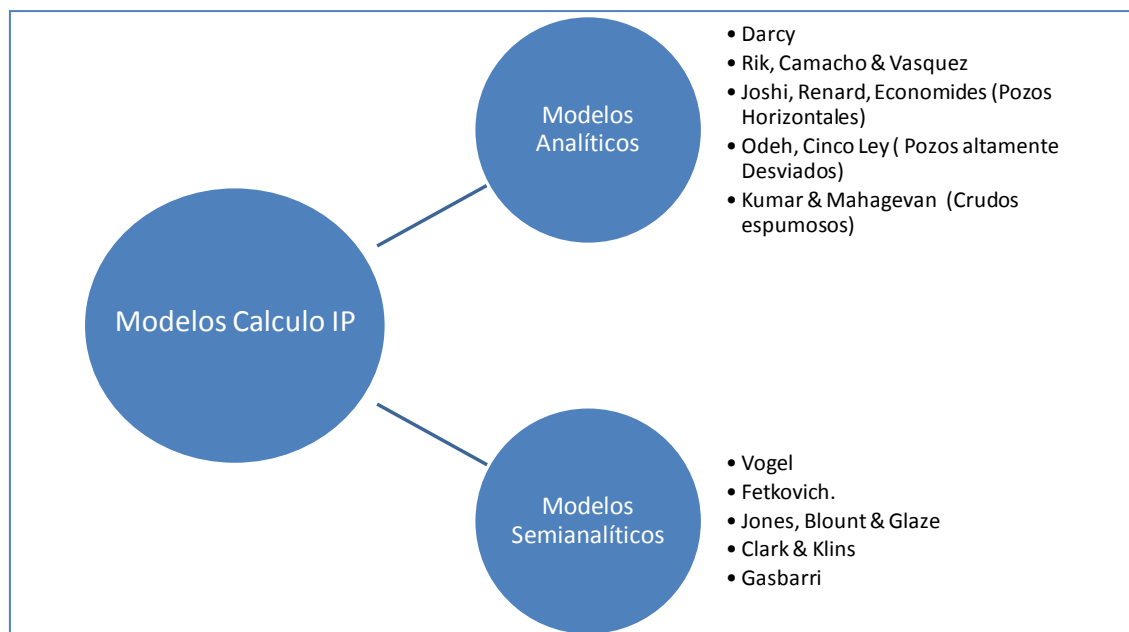 Modelos Calculo IP
Modelos
Analíticos
• Darcy
• Rik, Camacho & Vasquez
• Joshi, Renard, Economides (Pozos
Horizontales)
• Odeh, Cinco Ley ( Pozos altamente
Desviados)
• Kumar & Mahagevan (Crudos
espumosos)
Modelos
Semianalíticos
• Vogel
• Fetkovich.
• Jones, Blount & Glaze
• Clark & Klins
• Gasbarri